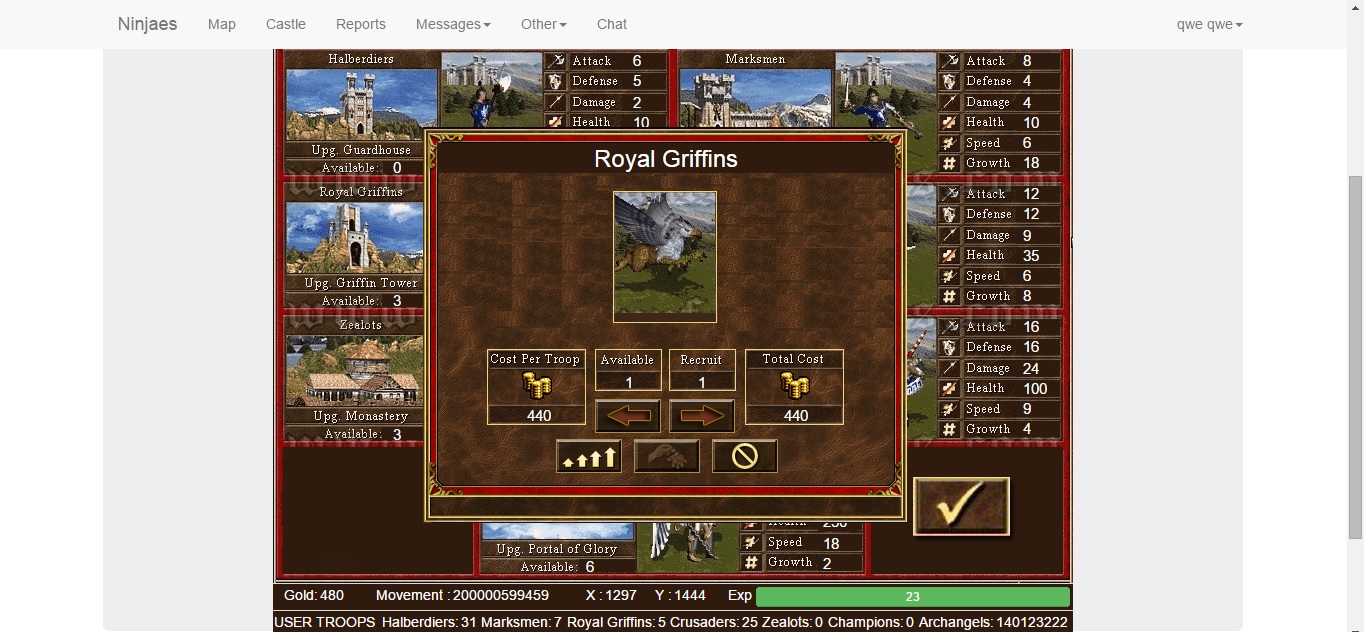 Ninjaes Map Castle Reports Messages Other Chat qwe qwe
Halberdiers
Attack 6
Defense 5
Damage 2
Health 10
Upg. Guardhouse
Available: 0
Marksmen
Attack 8
Defense 4
Damage 4
Health 10
Speed 6
Growth 18
Royal Griffins
Upg. Griffin Tower
Available: 3
Attack 12
Defense 12
Damage 9
Health 35
Speed 6
Growth 8
Zealots
Upg. Monastery
Available: 3
Attack 16
Defense 16
Damage 24
Health 100
Speed 9
Growth 4
Royal Griffins
Cost Per Troop
440
Available
1
Recruit
1
Total Cost
440
Health 250
Speed 18
Growth 2
Upg. Portal of Glory
Available: 6
Gold: 480 Movement : 200000599459 X : 1297 Y : 1444 Exp 23
USER TROOPS Halberdiers: 31 Marksmen: 7 Royal Griffins: 5 Crusaders: 25 Zealots: 0 Champions: 0 Archangels: 140123222